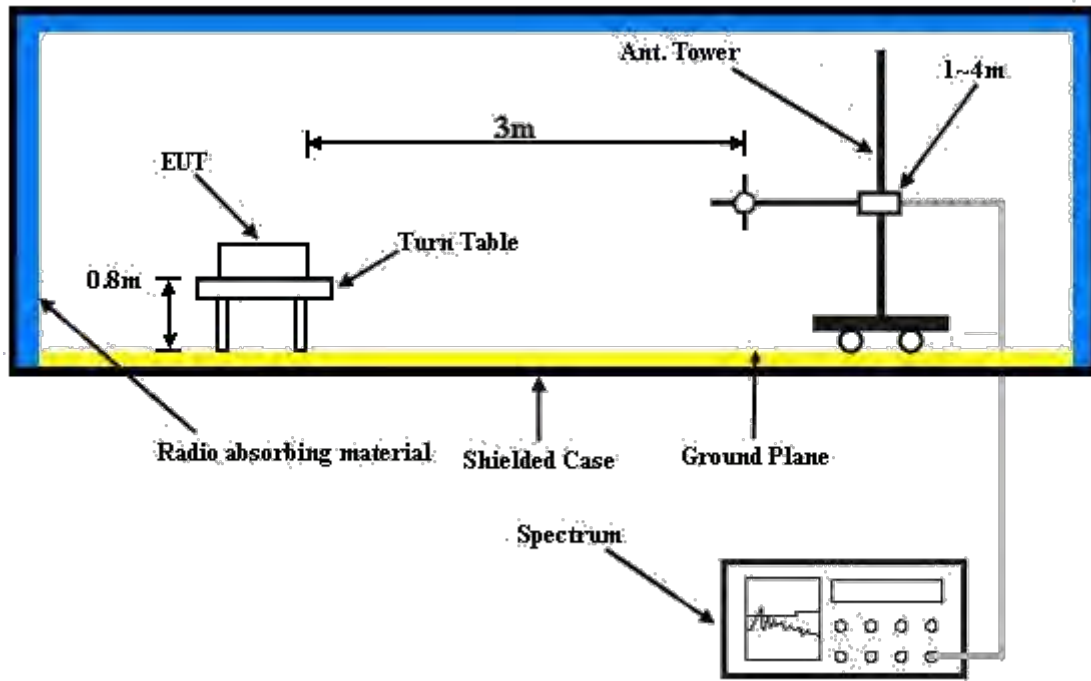 Ant. Tower
1~4m
3m
EUT
Turn Table
0.8m
Radio absorbing material
Shielded Case
Ground Plane
Spectrum